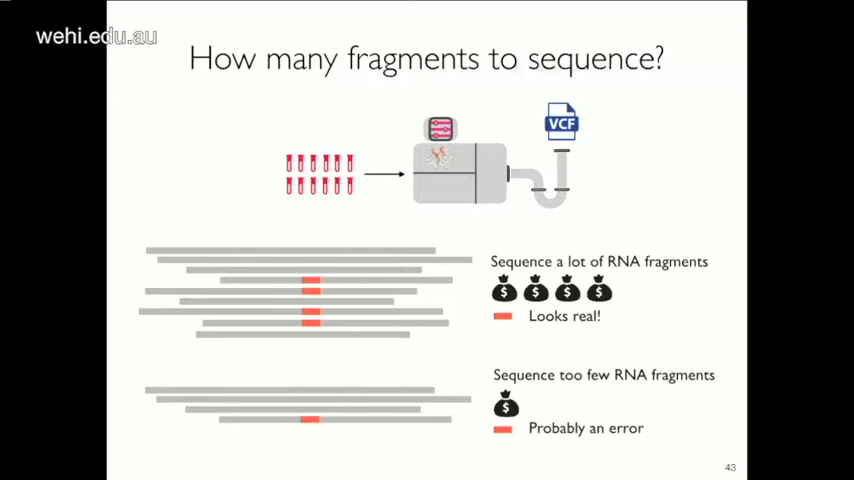 wehi.edu.au
How many fragments to sequence?
VCF
Sequence a lot of RNA fragments
$ $ $ $
Looks real!
Sequence too few RNA fragments
$
Probably an error
43